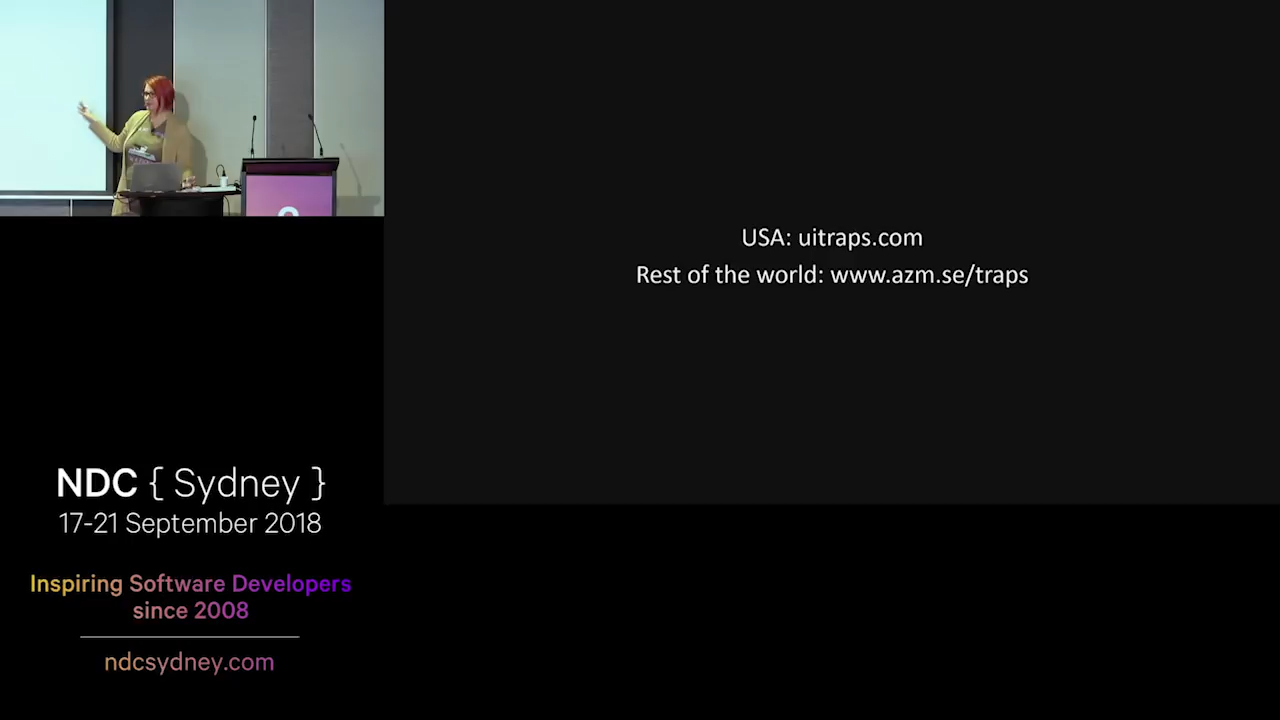 USA: uitraps.com
Rest of the world: www.azm.se/traps
NDC { Sydney }
17-21 September 2018
Inspiring Software Developers
since 2008
ndcsydney.com